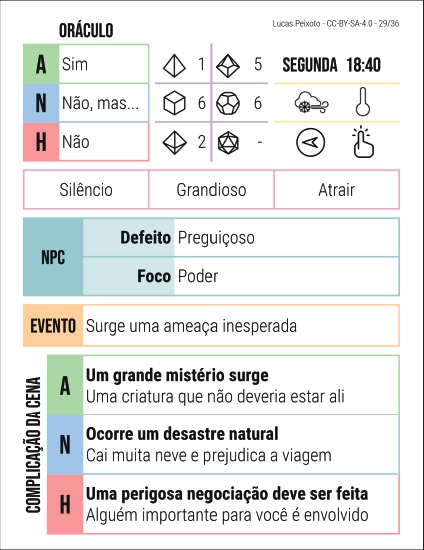 Lucas Peixoto - CC-BY-SA-4.0 - 29/36
ORÁCULO
A Sim
N Não, mas...
H Não
1 5
6 6
2 -
SEGUNDA 18:40
Silêncio Grandioso Atrair
NPC
Defeito Preguiçoso
Foco Poder
EVENTO Surge uma ameaça inesperada
COMPLICAÇÃO DA CENA
A
Um grande mistério surge
Uma criatura que não deveria estar ali
N
Ocorre um desastre natural
Cai muita neve e prejudica a viagem
H
Uma perigosa negociação deve ser feita
Alguém importante para você é envolvido